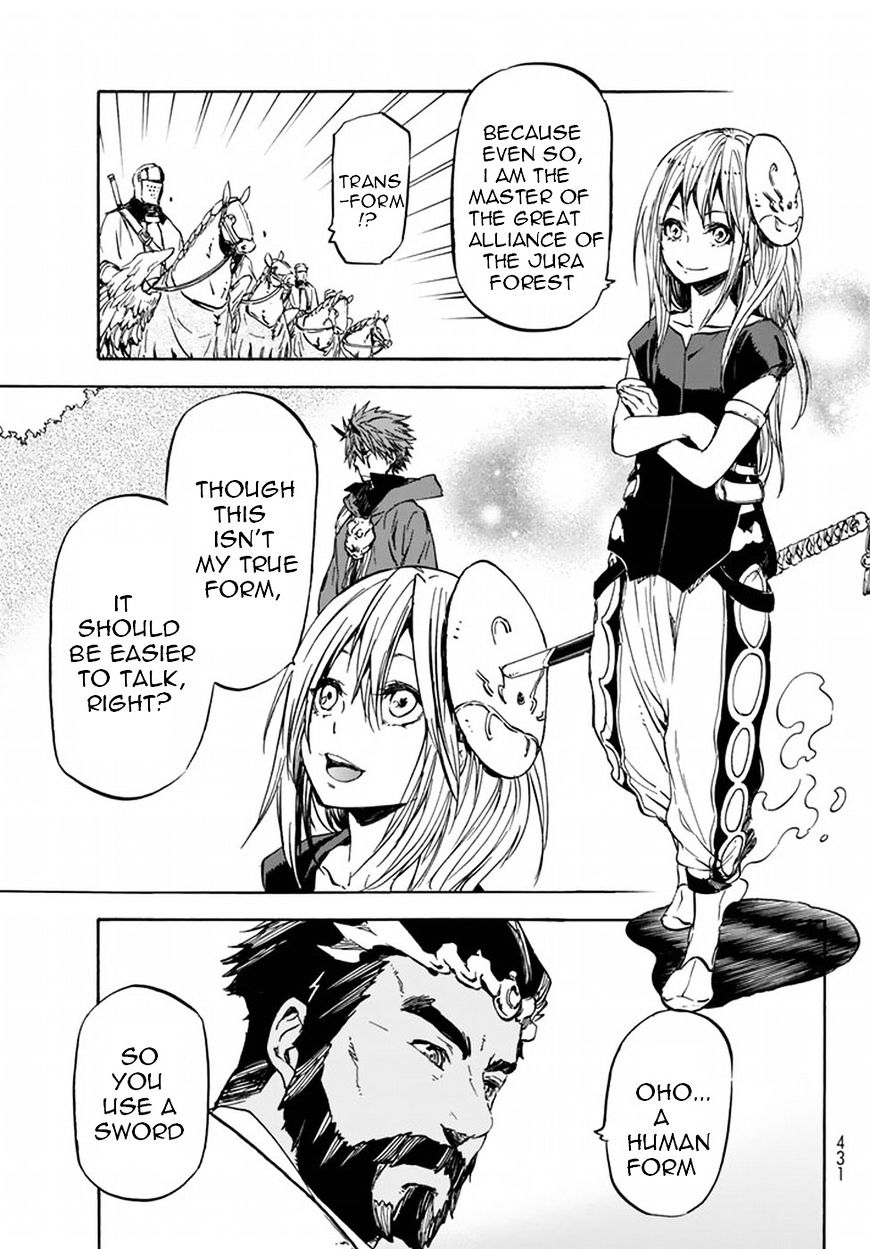 BECAUSE
EVEN SO,
I AM THE
MASTER OF
THE GREAT
ALLIANCE OF
THE JURA
FOREST
TRANS
-FORM
!?
THOUGH
THIS
ISN'T
MY TRUE
FORM,
IT
SHOULD
BE EASIER
TO TALK,
RIGHT?
OHO...
A
HUMAN
FORM
SO
YOU
USE A
SWORD
431